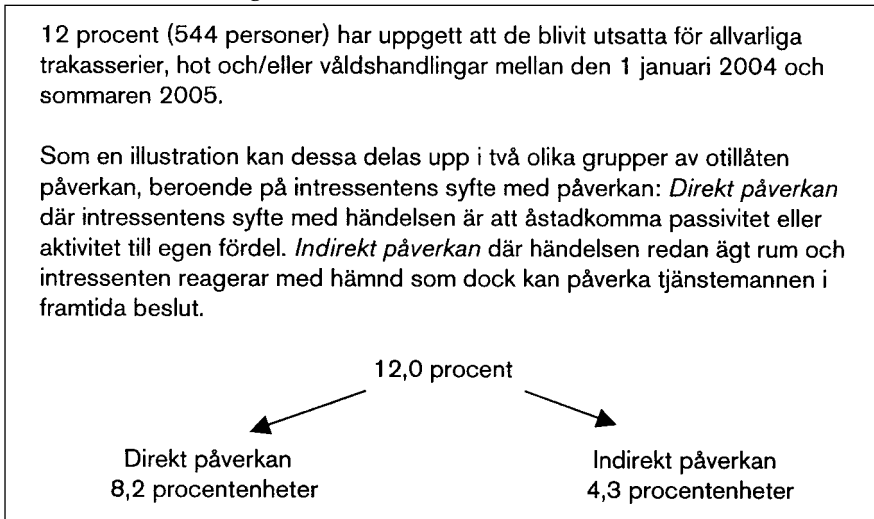 12 procent (544 personer) har uppgett att de blivit utsatta för allvarliga
trakasserier, hot och/eller våldshandlingar mellan den 1 januari 2004 och
sommaren 2005.
Som en illustration kan dessa delas upp i två olika grupper av otillåten
påverkan, beroende på intressentens syfte med påverkan: Direkt påverkan
där intressentens syfte med händelsen är att åstadkomma passivitet eller
aktivitet till egen fördel. Indirekt påverkan där händelsen redan ägt rum och
intressenten reagerar med hämnd som dock kan påverka tjänstemannen i
framtida beslut.
12,0 procent
Direkt påverkan
8,2 procentenheter
Indirekt påverkan
4,3 procentenheter